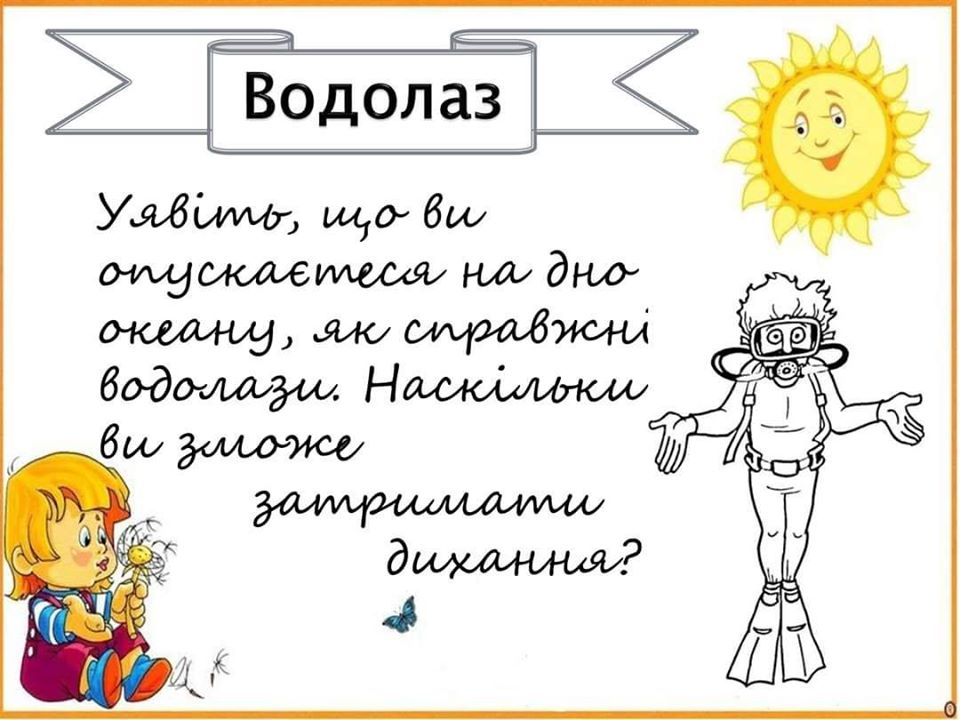 Водолаз
Уявіть, що ви
опускаєтеся на дно
океану, як справжні
водолази. Наскільки
ви зможе
затримати
дихання?